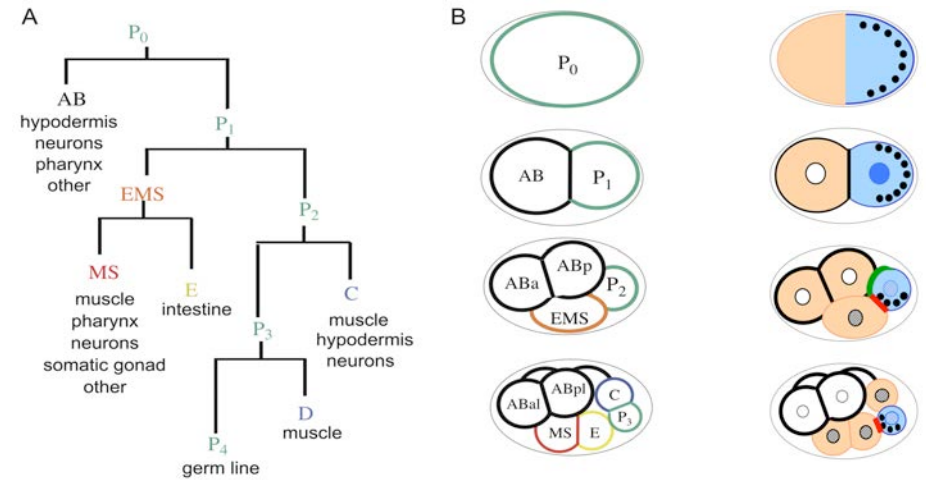 A
P₀
AB
hypodermis
neurons
pharynx
other
P₁
EMS
P₂
MS
muscle
pharynx
neurons
somatic gonad
other
E
intestine
C
muscle
hypodermis
neurons
P₃
D
muscle
P₄
germ line
B
P₀
AB P₁
ABa ABp P₂
EMS
ABal ABpl C
P₃
MS E